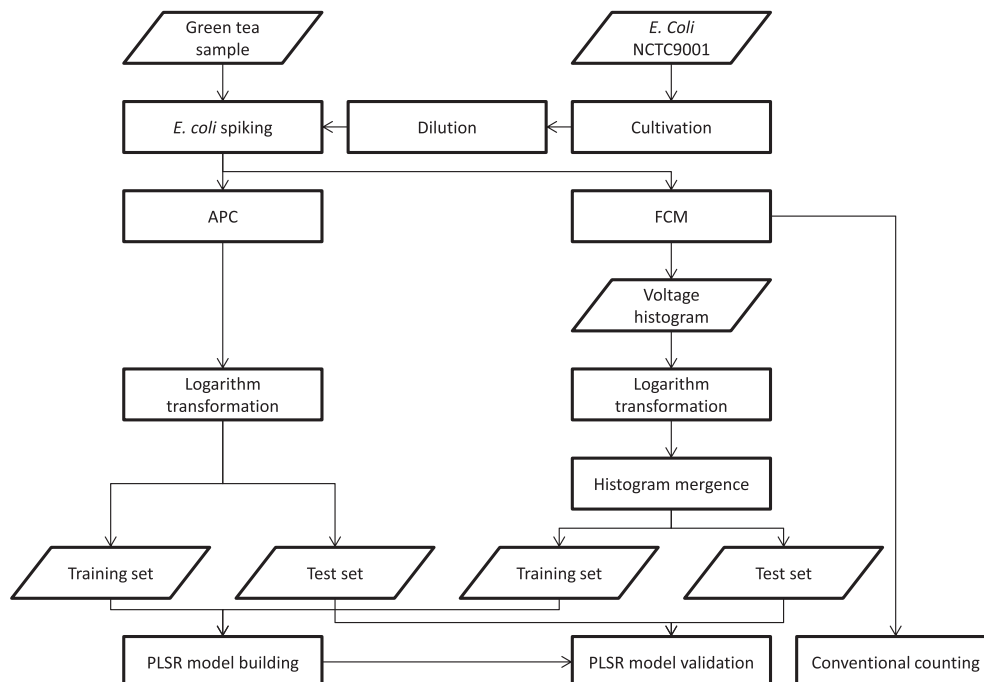 Green tea
sample
E. Coli
NCTC9001
E. coli spiking
Dilution
Cultivation
APC
FCM
Voltage
histogram
Logarithm
transformation
Logarithm
transformation
Histogram mergence
Training set
Test set
Training set
Test set
PLSR model building
PLSR model validation
Conventional counting